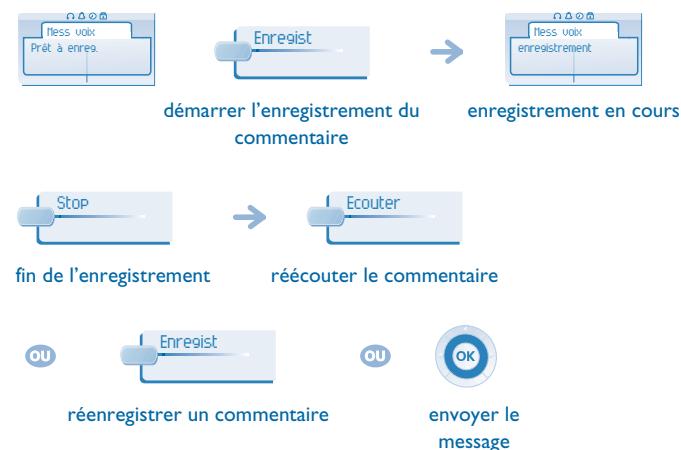 Mess voix
Prêt à enreg.
Enregist
Mess voix
enregistrement
démarrer l'enregistrement du
commentaire
enregistrement en cours
Stop
Ecouter
fin de l'enregistrement
réécouter le commentaire
OU
Enregist
OU
OK
réenregistrer un commentaire
envoyer le
message